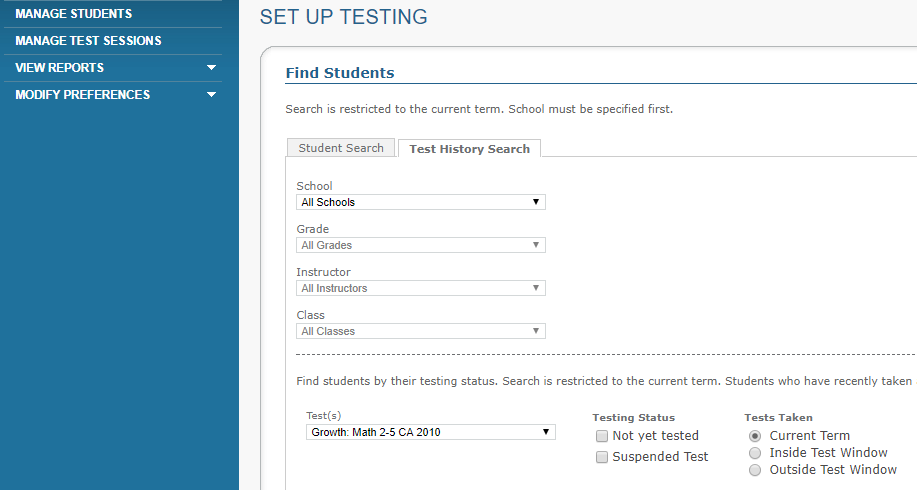 MANAGE STUDENTS
MANAGE TEST SESSIONS
VIEW REPORTS
MODIFY PREFERENCES
SET UP TESTING
Find Students
Search is restricted to the current term. School must be specified first.
Student Search Test History Search
School
All Schools
Grade
All Grades
Instructor
All Instructors
Class
All Classes
Find students by their testing status. Search is restricted to the current term. Students who have recently taken
Test(s)
Growth: Math 2-5 CA 2010
Testing Status
Not yet tested
Suspended Test
Tests Taken
Current Term
Inside Test Window
Outside Test Window